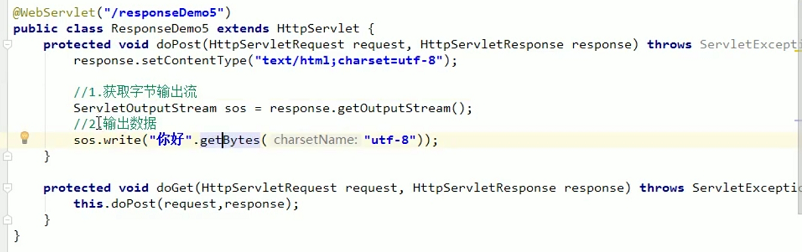 @WebServlet("/responseDemo5")
public class ResponseDemo5 extends HttpServlet {
    protected void doPost(HttpServletRequest request, HttpServletResponse response) throws ServletExcepti
        response.setContentType("text/html;charset=utf-8");
        //1.获取字节输出流
        ServletOutputStream sos = response.getOutputStream();
        //2.输出数据
        sos.write("你好".getBytes( charsetName: "utf-8"));
    }
    protected void doGet(HttpServletRequest request, HttpServletResponse response) throws ServletExceptio
        this.doPost(request,response);
    }
}